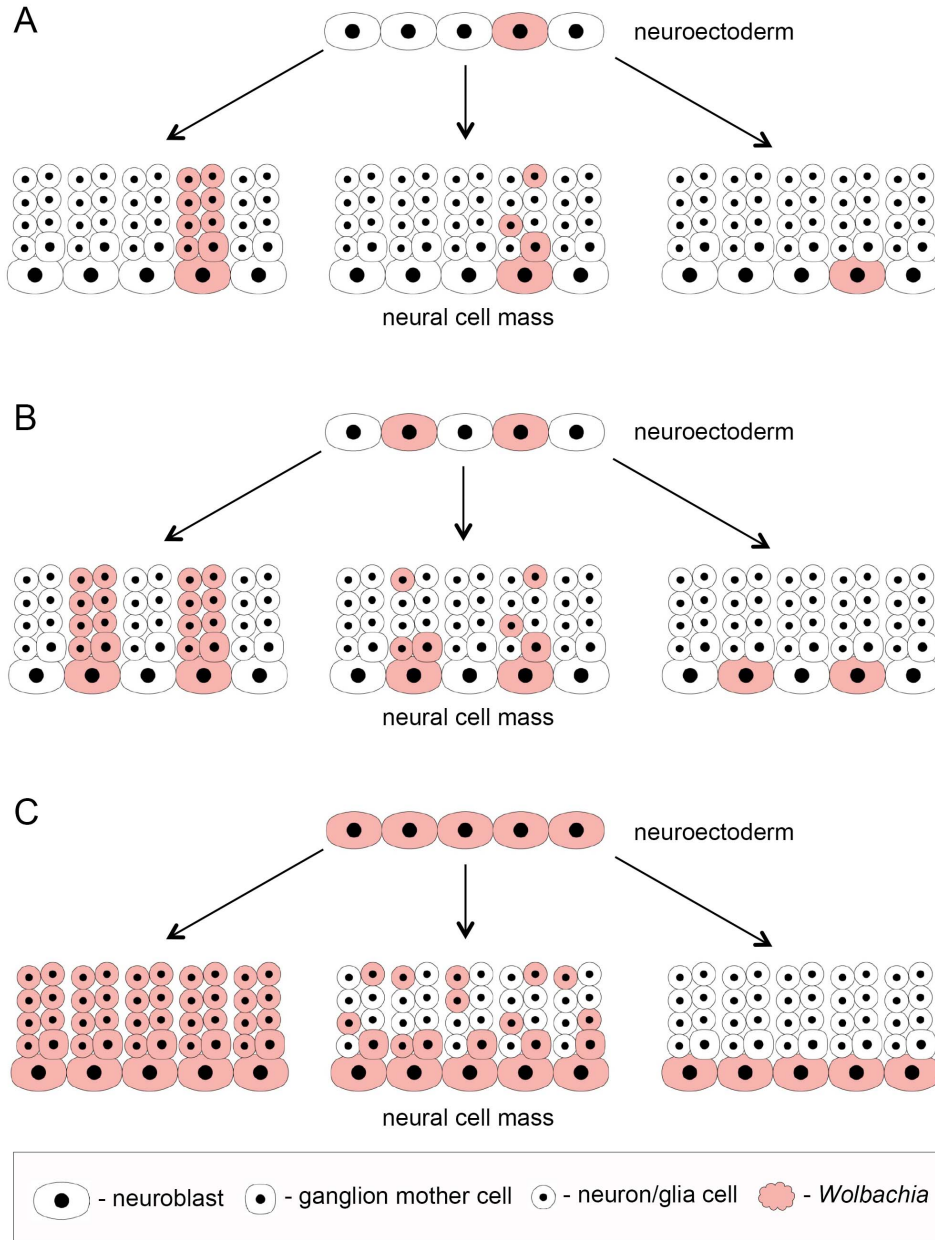 A
neuroectoderm
neural cell mass
B
neuroectoderm
neural cell mass
C
neuroectoderm
neural cell mass
- neuroblast - ganglion mother cell - neuron/glia cell - Wolbachia